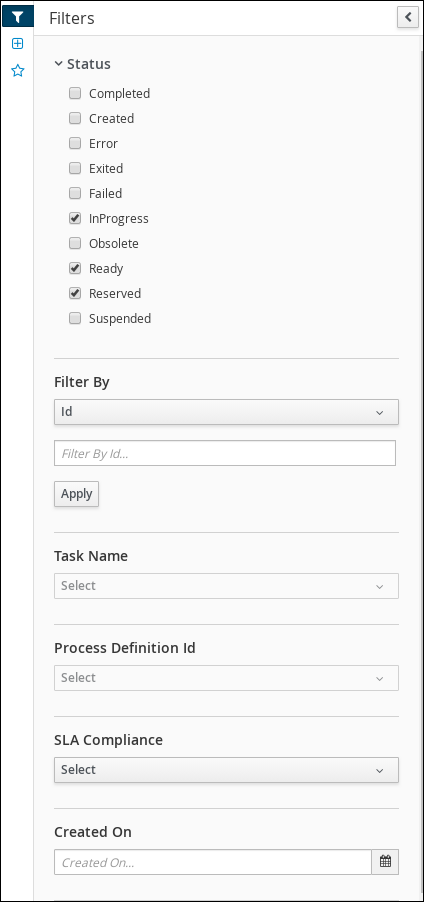 Filters
Status
Completed
Created
Error
Exited
Failed
InProgress
Obsolete
Ready
Reserved
Suspended
Filter By
Id
Filter By Id...
Apply
Task Name
Select
Process Definition Id
Select
SLA Compliance
Select
Created On
Created On...